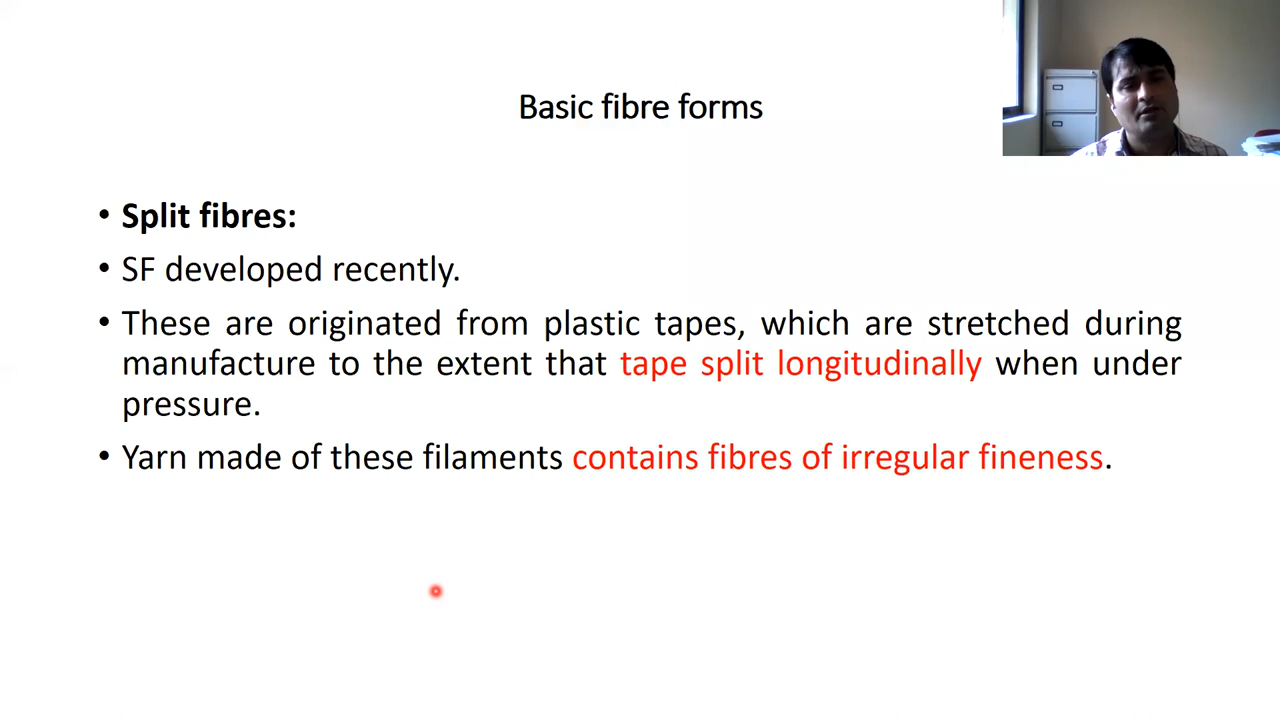 Basic fibre forms
• Split fibres:
• SF developed recently.
• These are originated from plastic tapes, which are stretched during
manufacture to the extent that tape split longitudinally when under
pressure.
• Yarn made of these filaments contains fibres of irregular fineness.